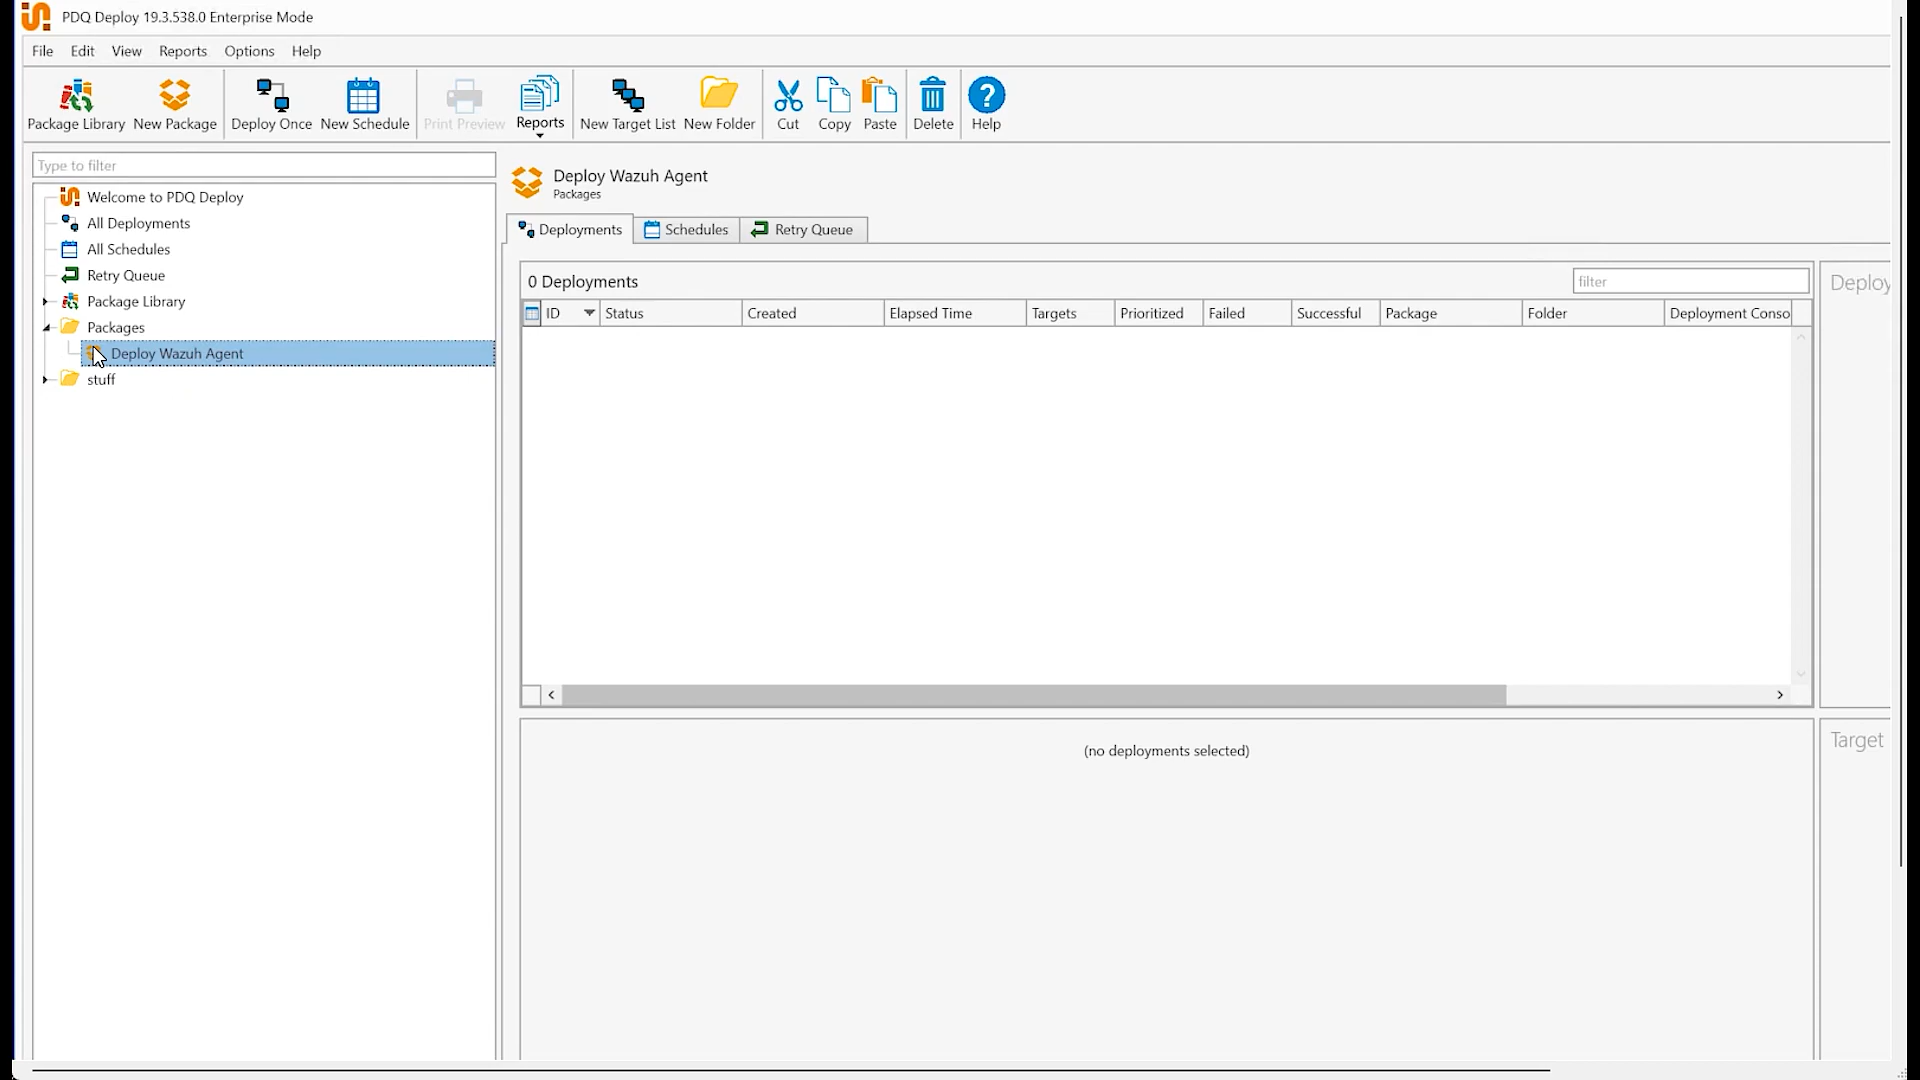 PDQ Deploy 19.3.538.0 Enterprise Mode
File Edit View Reports Options Help
Package Library New Package Deploy Once New Schedule Print Preview Reports New Target List New Folder Cut Copy Paste Delete Help
Type to filter
Welcome to PDQ Deploy
All Deployments
All Schedules
Retry Queue
Package Library
Packages
Deploy Wazuh Agent
stuff
Deploy Wazuh Agent
Packages
Deployments Schedules Retry Queue
0 Deployments filter
ID Status Created Elapsed Time Targets Prioritized Failed Successful Package Folder Deployment Conso
(no deployments selected)
Deploy
Target